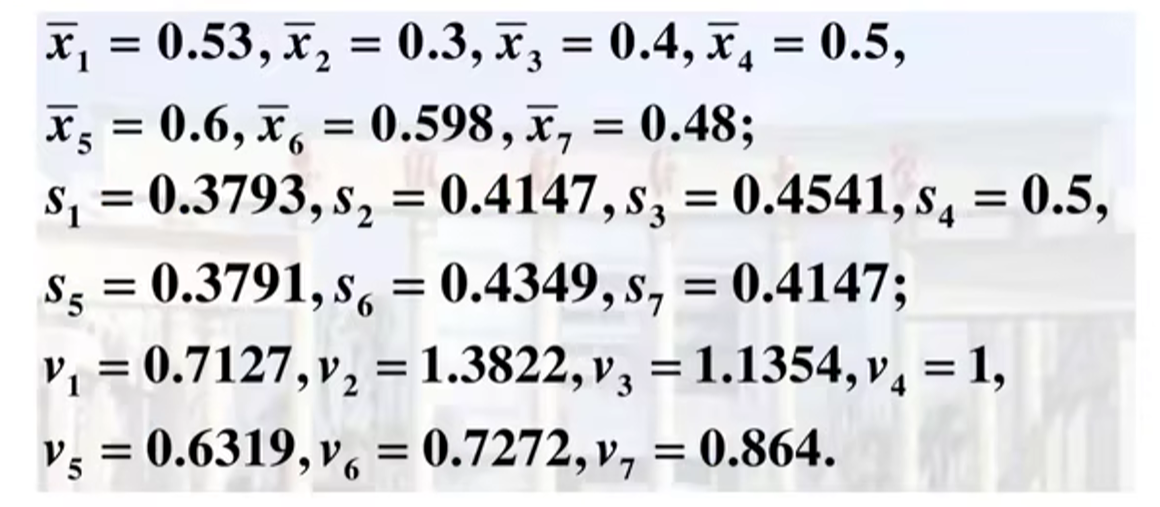 x̄₁ = 0.53, x̄₂ = 0.3, x̄₃ = 0.4, x̄₄ = 0.5,
x̄₅ = 0.6, x̄₆ = 0.598, x̄₇ = 0.48;
s₁ = 0.3793, s₂ = 0.4147, s₃ = 0.4541, s₄ = 0.5,
s₅ = 0.3791, s₆ = 0.4349, s₇ = 0.4147;
v₁ = 0.7127, v₂ = 1.3822, v₃ = 1.1354, v₄ = 1,
v₅ = 0.6319, v₆ = 0.7272, v₇ = 0.864.